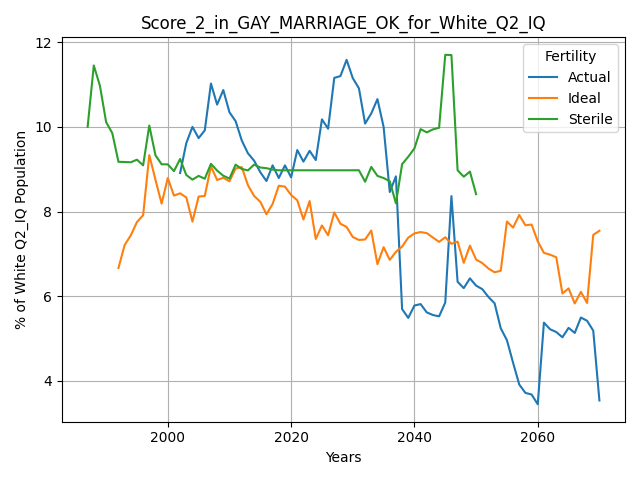 Score_2_in_GAY_MARRIAGE_OK_for_White_Q2_IQ
12
10
8
6
4
% of White Q2_IQ Population
Fertility
Actual
Ideal
Sterile
2000
2020
2040
2060
Years